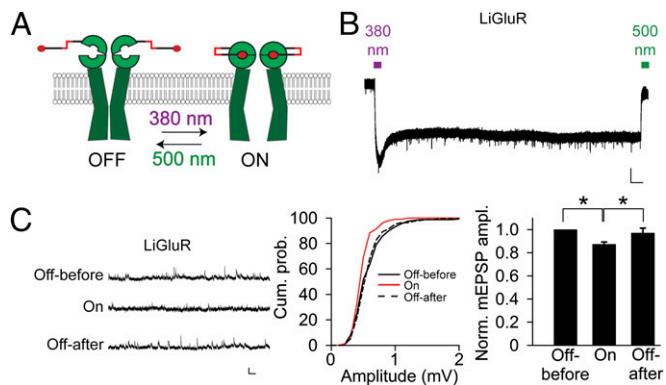 A
380 nm
500 nm
OFF
ON
B
LiGluR
380
nm
500
nm
C
LiGluR
Off-before
On
Off-after
Cum. prob.
100
80
60
40
20
0
Off-before
On
Off-after
0
1
2
Amplitude (mV)
Norm. mEPSP ampl.
1.0
0.8
0.6
0.4
0.2
0
*
*
Off-
before
On
Off-
after